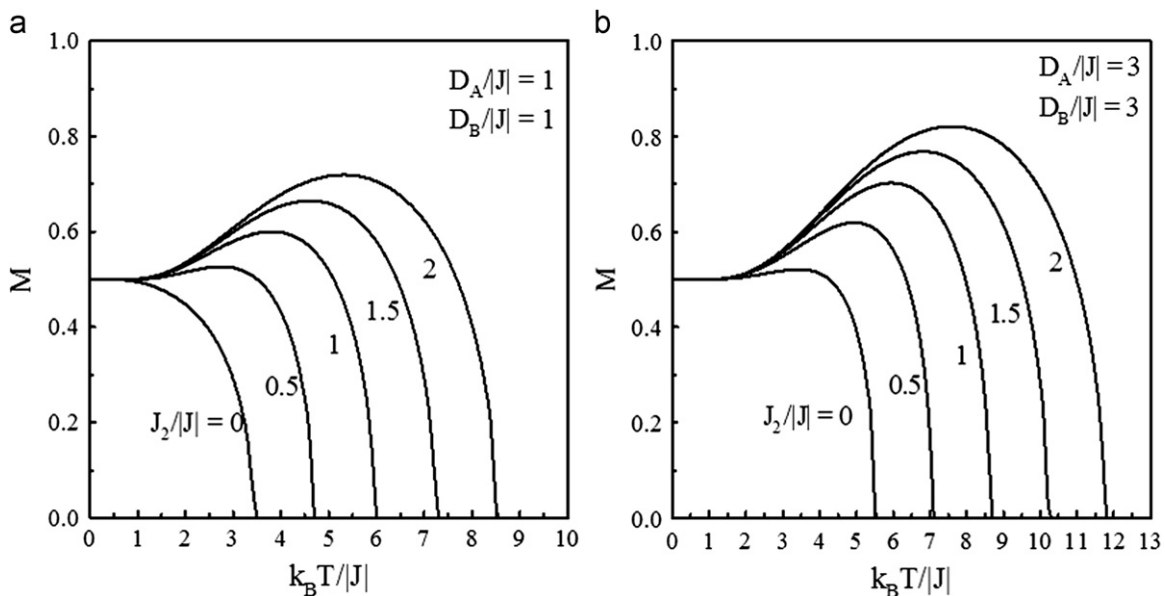 a
1.0
0.8
0.6
0.4
0.2
0.0
M
D_A/|J| = 1
D_B/|J| = 1
2
1.5
1
0.5
J_2/|J| = 0
0 1 2 3 4 5 6 7 8 9 10
k_BT/|J|
b
1.0
0.8
0.6
0.4
0.2
0.0
M
D_A/|J| = 3
D_B/|J| = 3
2
1.5
1
0.5
J_2/|J| = 0
0 1 2 3 4 5 6 7 8 9 10 11 12 13
k_BT/|J|